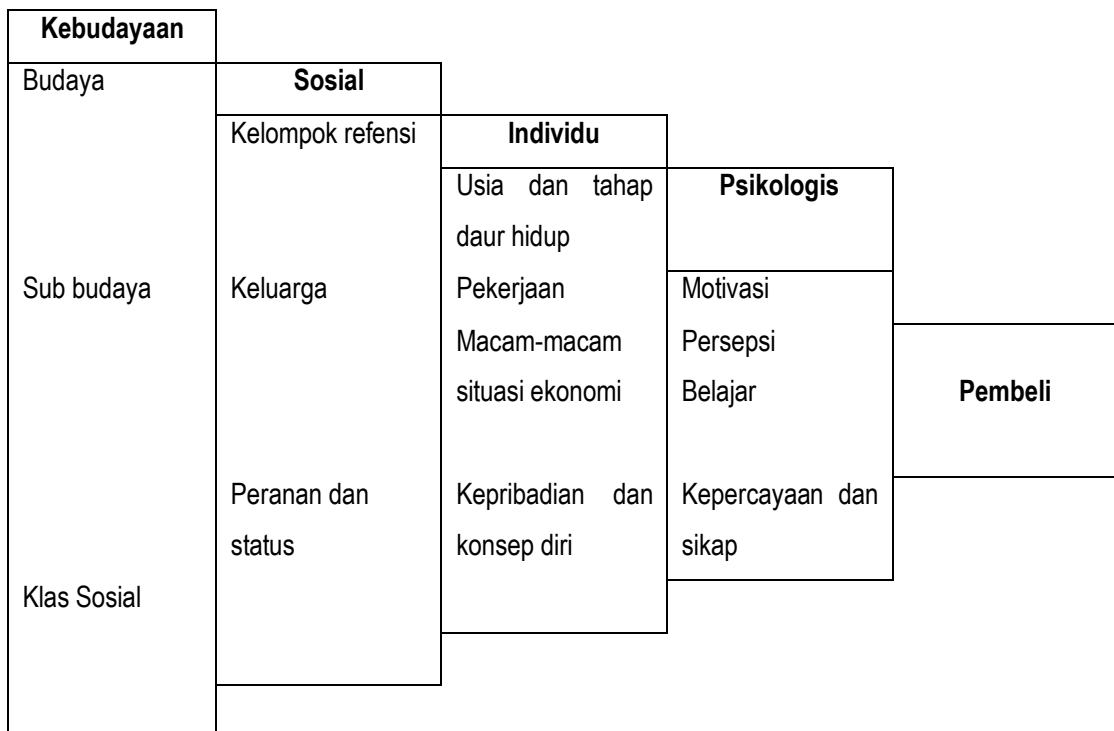 Kebudayaan
Budaya
Sub budaya
Klas Sosial
Sosial
Kelompok refensi
Keluarga
Peranan dan
status
Individu
Usia dan tahap
daur hidup
Pekerjaan
Macam-macam
situasi ekonomi
Kepribadian dan
konsep diri
Psikologis
Motivasi
Persepsi
Belajar
Kepercayaan dan
sikap
Pembeli